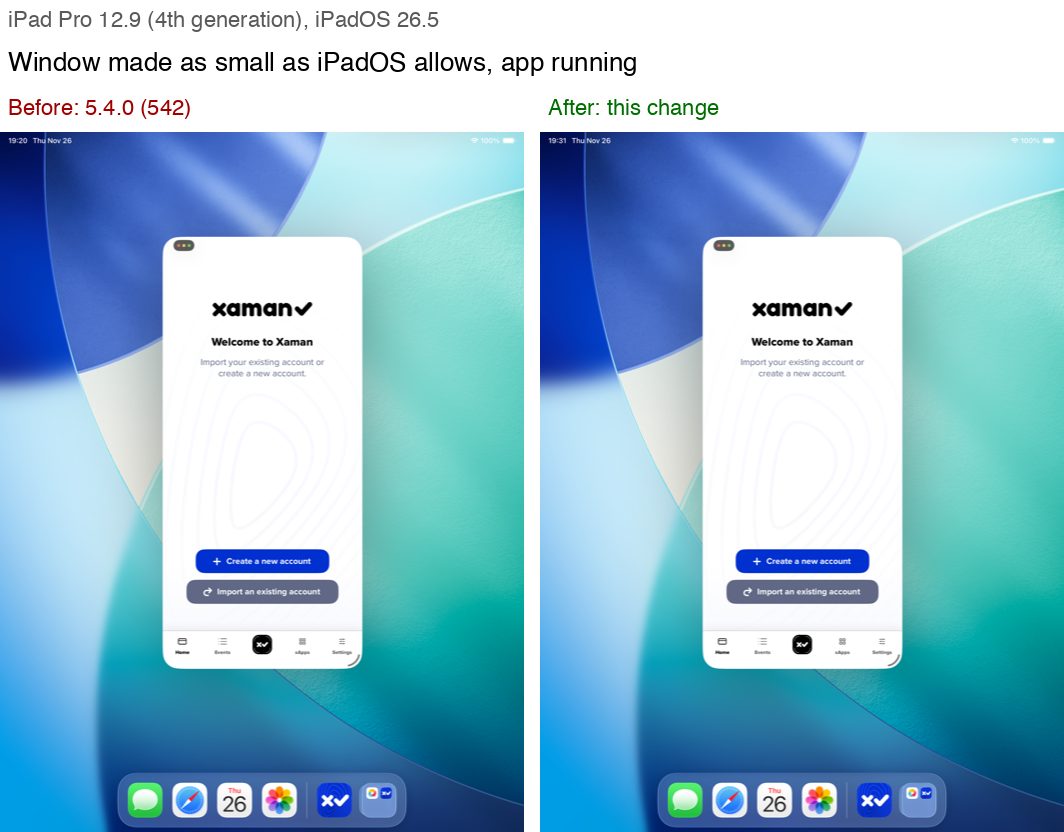 iPad Pro 12.9 (4th generation), iPadOS 26.5
Window made as small as iPadOS allows, app running
Before: 5.4.0 (542)
After: this change
19:20 Thu Nov 26
100%
xaman
Welcome to Xaman
Import your existing account or
create a new account.
+ Create a new account
Import an existing account
Home
Events
xApps
Settings
Thu
26
19:31 Thu Nov 26
100%
xaman
Welcome to Xaman
Import your existing account or
create a new account.
+ Create a new account
Import an existing account
Home
Events
xApps
Settings
Thu
26